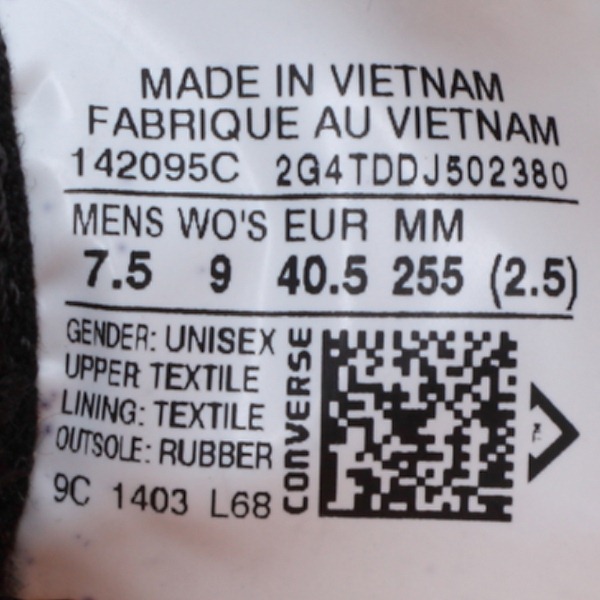 MADE IN VIETNAM
FABRIQUE AU VIETNAM
142095C 2G4TDDJ502380
MENS WO'S EUR MM
7.5 9 40.5 255 (2.5)
GENDER: UNISEX
UPPER TEXTILE
LINING: TEXTILE
OUTSOLE: RUBBER
9C 1403 L68
CONVERSE
TM